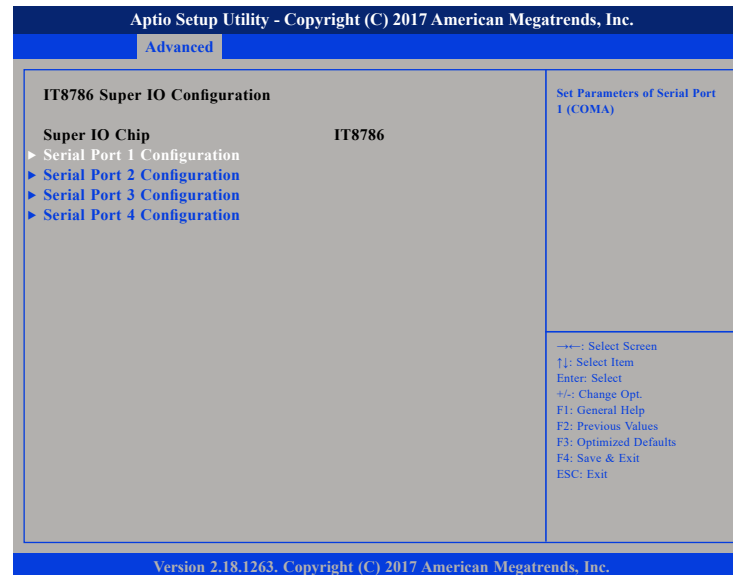 Aptio Setup Utility - Copyright (C) 2017 American Megatrends, Inc.
Advanced
IT8786 Super IO Configuration
Super IO Chip IT8786
▶ Serial Port 1 Configuration
▶ Serial Port 2 Configuration
▶ Serial Port 3 Configuration
▶ Serial Port 4 Configuration
Set Parameters of Serial Port
1 (COMA)
→←: Select Screen
↑↓: Select Item
Enter: Select
+/-: Change Opt.
F1: General Help
F2: Previous Values
F3: Optimized Defaults
F4: Save & Exit
ESC: Exit
Version 2.18.1263. Copyright (C) 2017 American Megatrends, Inc.